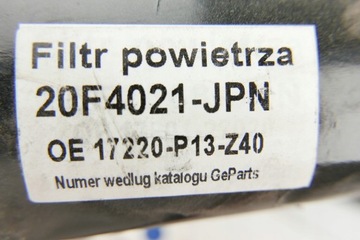 Filtr powietrza
20F4021-JPN
OE 17220-P13-Z40
Numer według katalogu GeParts